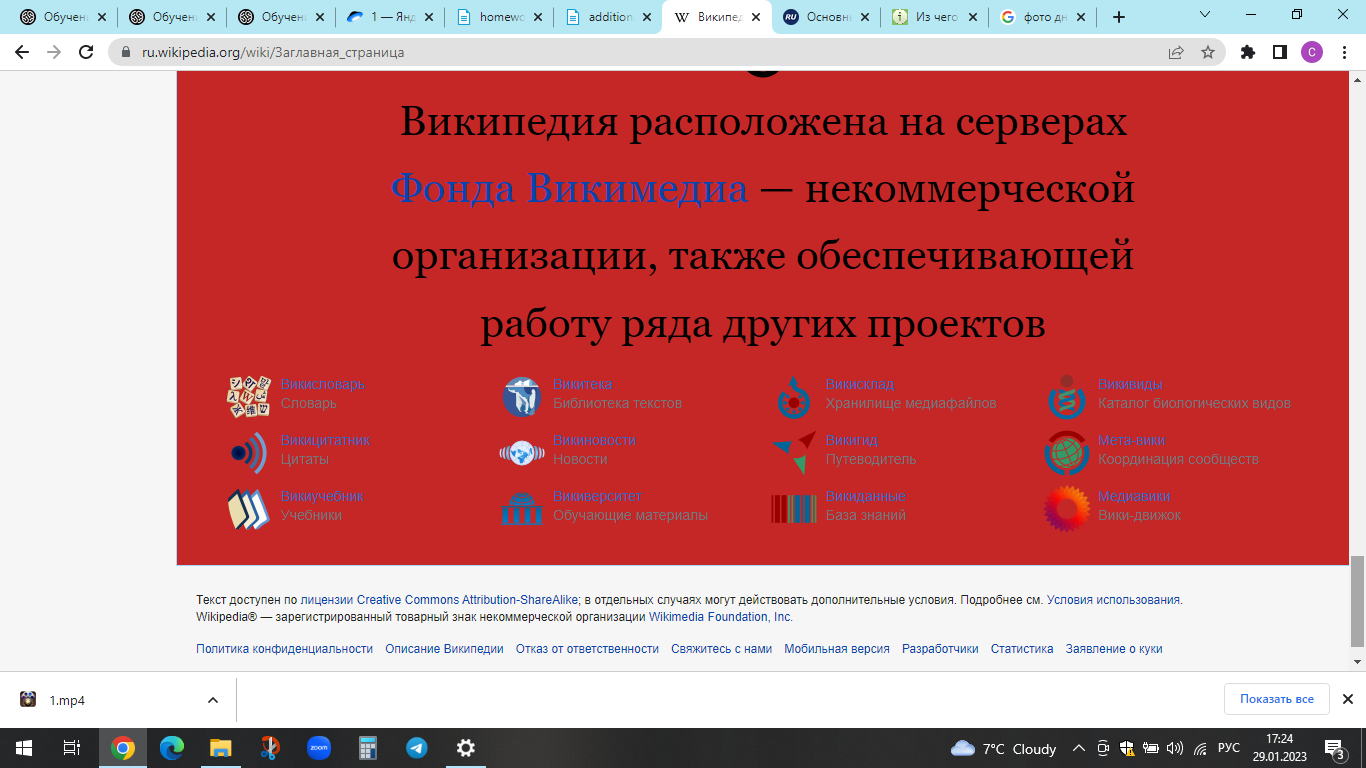 Обучен
Обучен
Обучен
1 — Янд
homewo
addition
Википед
Основн
Из чего
фото дн
ru.wikipedia.org/wiki/Заглавная_страница
C
Википедия расположена на серверах
Фонда Викимедиа — некоммерческой
организации, также обеспечивающей
работу ряда других проектов
Викисловарь
Словарь
Викитека
Библиотека текстов
Викисклад
Хранилище медиафайлов
Викивиды
Каталог биологических видов
Викицитатник
Цитаты
Викиновости
Новости
Викигид
Путеводитель
Мета-вики
Координация сообществ
Викиучебник
Учебники
Викиверситет
Обучающие материалы
Викиданные
База знаний
Медиавики
Вики-движок
Текст доступен по лицензии Creative Commons Attribution-ShareAlike; в отдельных случаях могут действовать дополнительные условия. Подробнее см. Условия использования.
Wikipedia® — зарегистрированный товарный знак некоммерческой организации Wikimedia Foundation, Inc.
Политика конфиденциальности Описание Википедии Отказ от ответственности Свяжитесь с нами Мобильная версия Разработчики Статистика Заявление о куки
1.mp4
Показать все
zoom
7°C Cloudy
РУС
17:24
29.01.2023
3